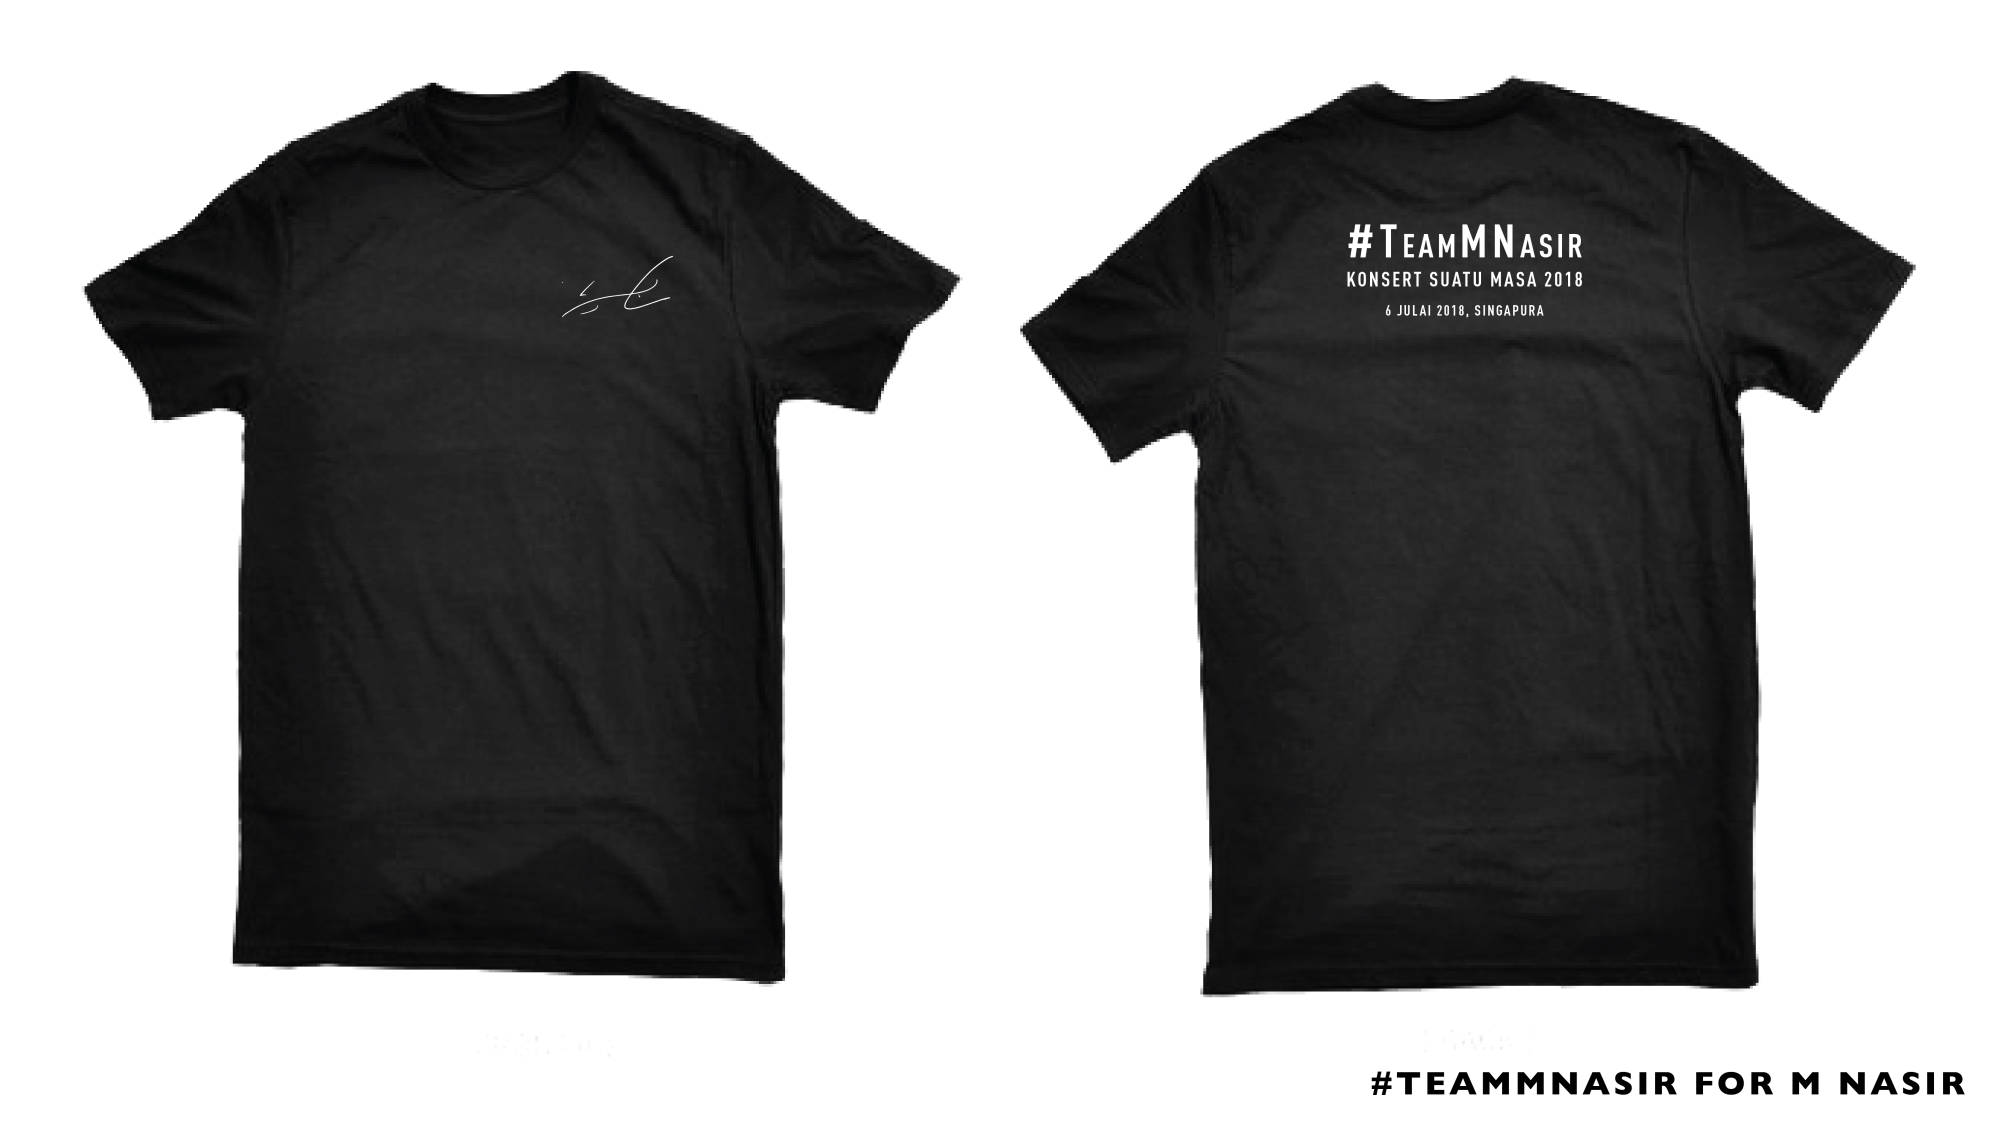 #TeamMNasir
KONSERT SUATU MASA 2018
6 JULAI 2018, SINGAPURA
#TEAMMNASIR FOR M NASIR